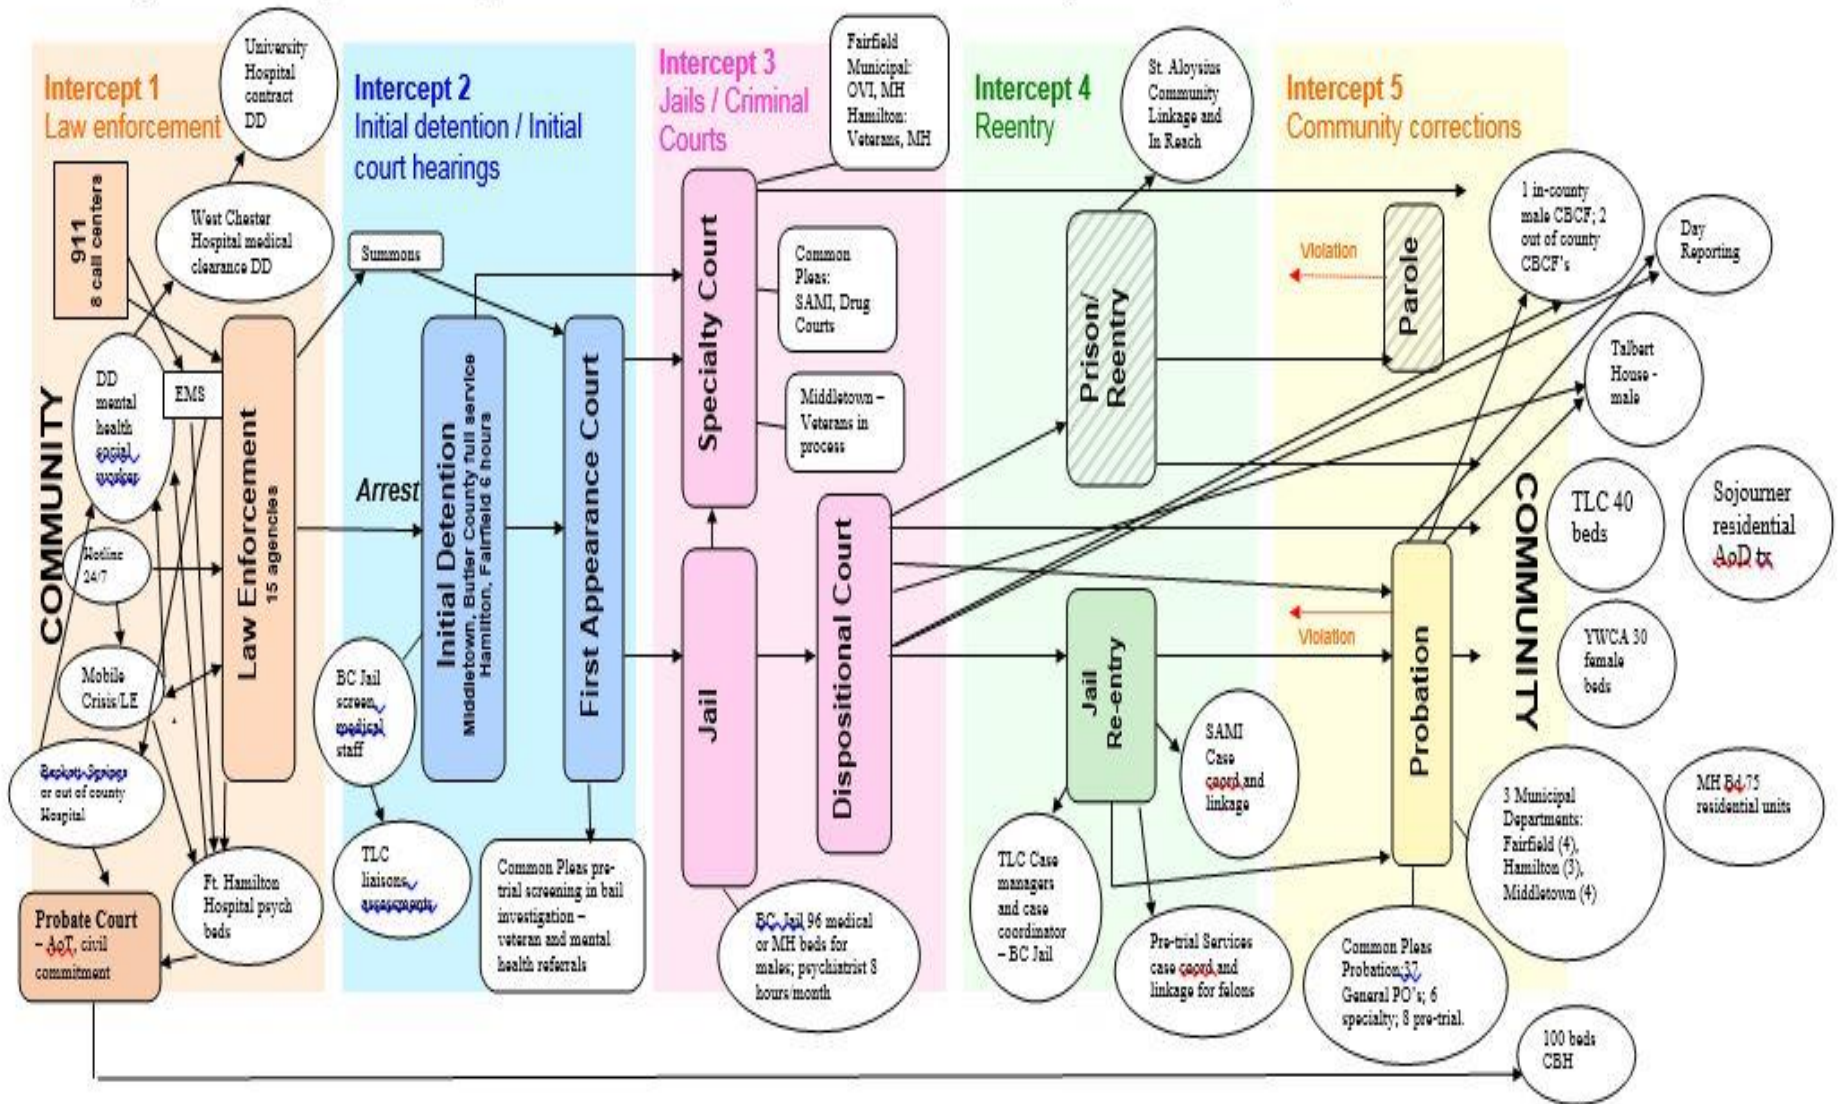 Intercept 1
Law enforcement
University
Hospital
contract
DD
911
8 call centers
West Chester
Hospital medical
clearance DD
DD
mental
health
social
worker
EMS
COMMUNITY
Law Enforcement
15 agencies
Hotline
24/7
Mobile
Crisis/LE
Beckett Springs
or out of county
Hospital
Probate Court
– AoT, civil
commitment
Ft. Hamilton
Hospital psych
beds
Intercept 2
Initial detention / Initial
court hearings
Summons
Arrest
Initial Detention
Middletown, Butler County full service
Hamilton, Fairfield 6 hours
First Appearance Court
BC Jail
screen,
medical
staff
TLC
liaisons,
assessments
Common Pleas pre-
trial screening in bail
investigation –
veteran and mental
health referrals
Intercept 3
Jails / Criminal
Courts
Fairfield
Municipal:
OVI, MH
Hamilton:
Veterans, MH
Specialty Court
Common
Pleas:
SAMI, Drug
Courts
Middletown –
Veterans in
process
Jail
Dispositional Court
BC Jail 96 medical
or MH beds for
males; psychiatrist 8
hours/month
Intercept 4
Reentry
St. Aloysius
Community
Linkage and
In Reach
Prison/
Reentry
Jail
Re-entry
SAMI
Case
coord and
linkage
TLC Case
managers
and case
coordinator
– BC Jail
Pre-trial Services
case coord and
linkage for felons
Intercept 5
Community corrections
Violation
Parole
Violation
Probation
COMMUNITY
1 in-county
male CBCF; 2
out of county
CBCF's
Day
Reporting
Talbert
House -
male
TLC 40
beds
Sojourner
residential
AoD tx
YWCA 30
female
beds
3 Municipal
Departments:
Fairfield (4),
Hamilton (3),
Middletown (4)
MH Bd 75
residential units
Common Pleas
Probation:37
General PO's; 6
specialty; 8 pre-trial.
100 beds
CBH